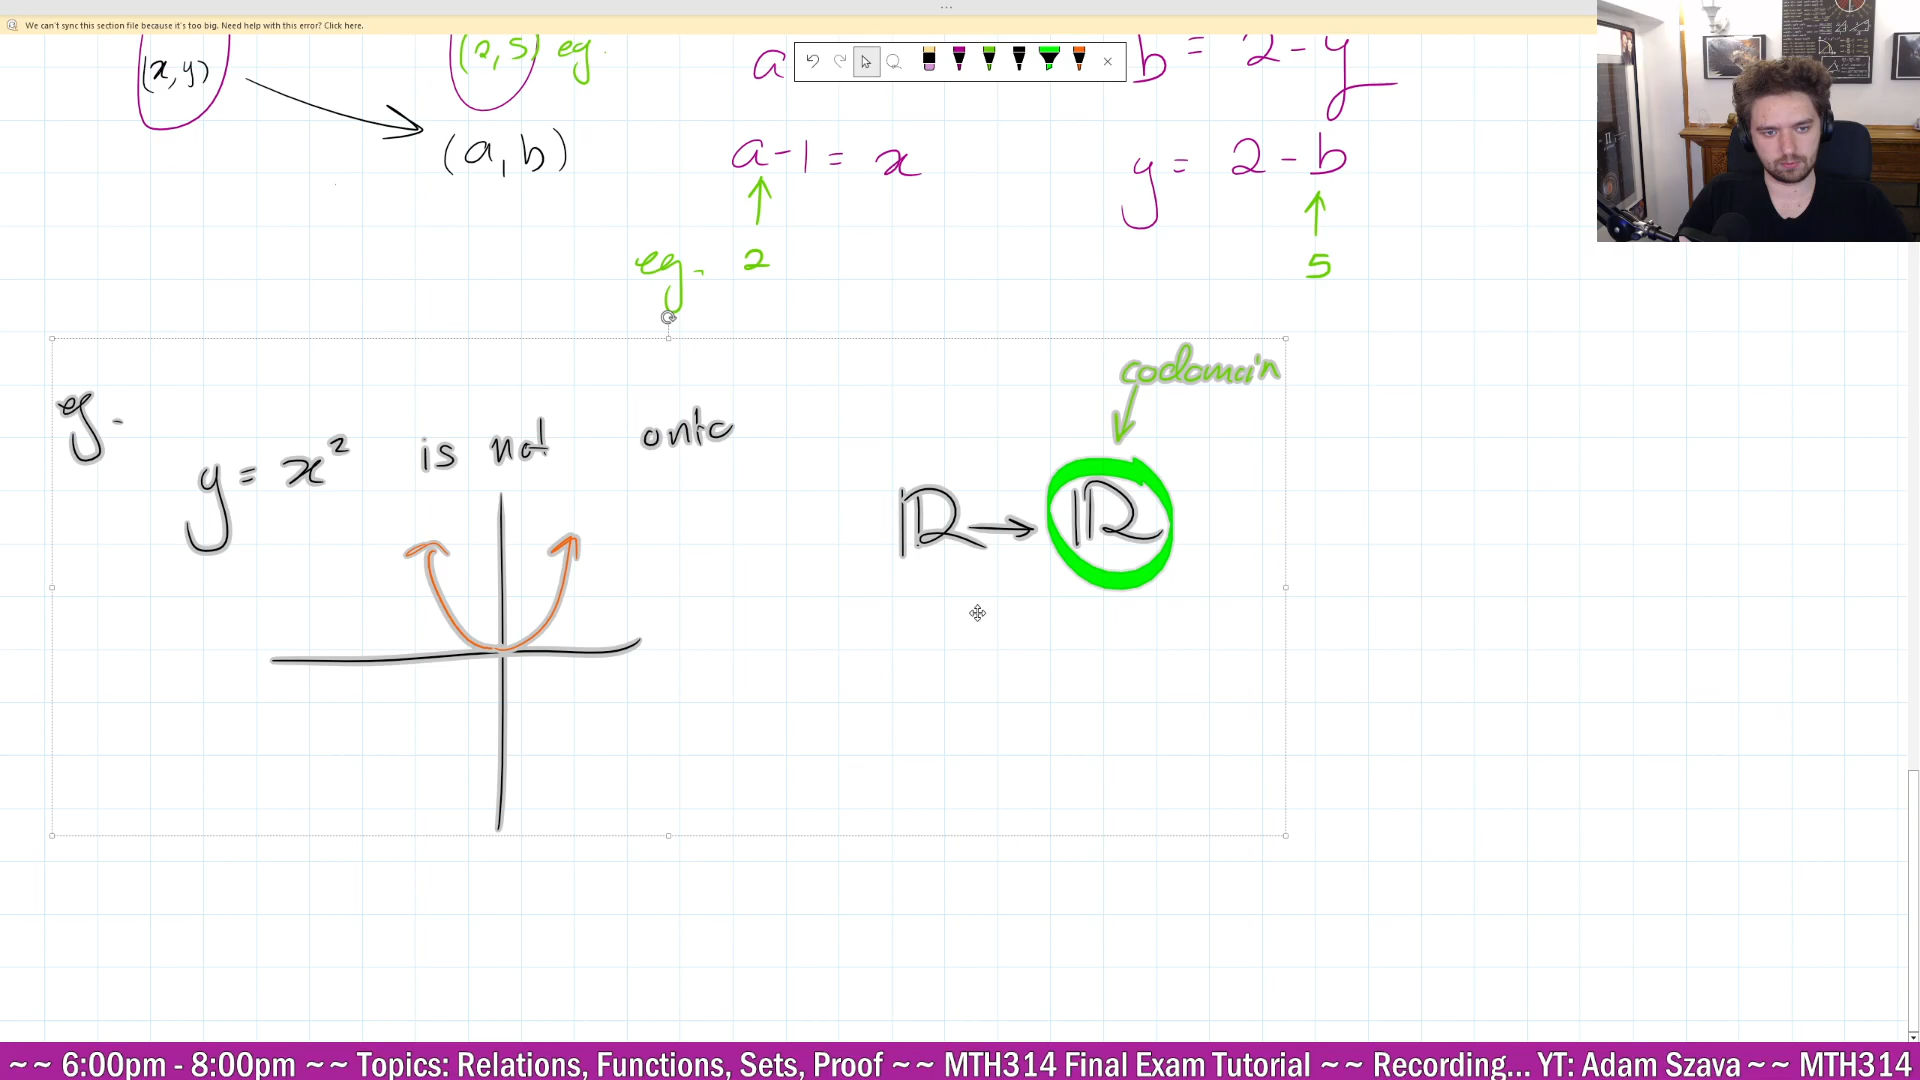 We can't sync this section file because it's too big. Need help with this error? Click here.
(x, y)
(2, 5) eg.
a
b = 2 - y
(a, b)
a - 1 = x
y = 2 - b
eg. 2
5
eg.
codomain
y = x² is not onto
ℝ → ℝ
~~ 6:00pm - 8:00pm ~~ Topics: Relations, Functions, Sets, Proof ~~ MTH314 Final Exam Tutorial ~~ Recording... YT: Adam Szava ~~ MTH314